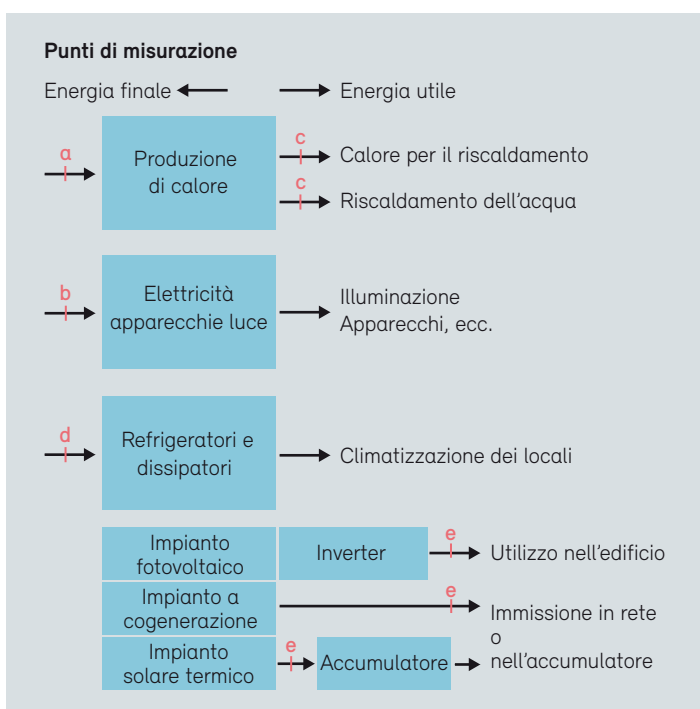 Punti di misurazione
Energia finale
Energia utile
a
Produzione
di calore
c
Calore per il riscaldamento
c
Riscaldamento dell'acqua
b
Elettricità
apparecchie luce
Illuminazione
Apparecchi, ecc.
d
Refrigeratori e
dissipatori
Climatizzazione dei locali
Impianto
fotovoltaico
Inverter
e
Utilizzo nell'edificio
Impianto a
cogenerazione
e
Immissione in rete
o
nell'accumulatore
Impianto
solare termico
e
Accumulatore